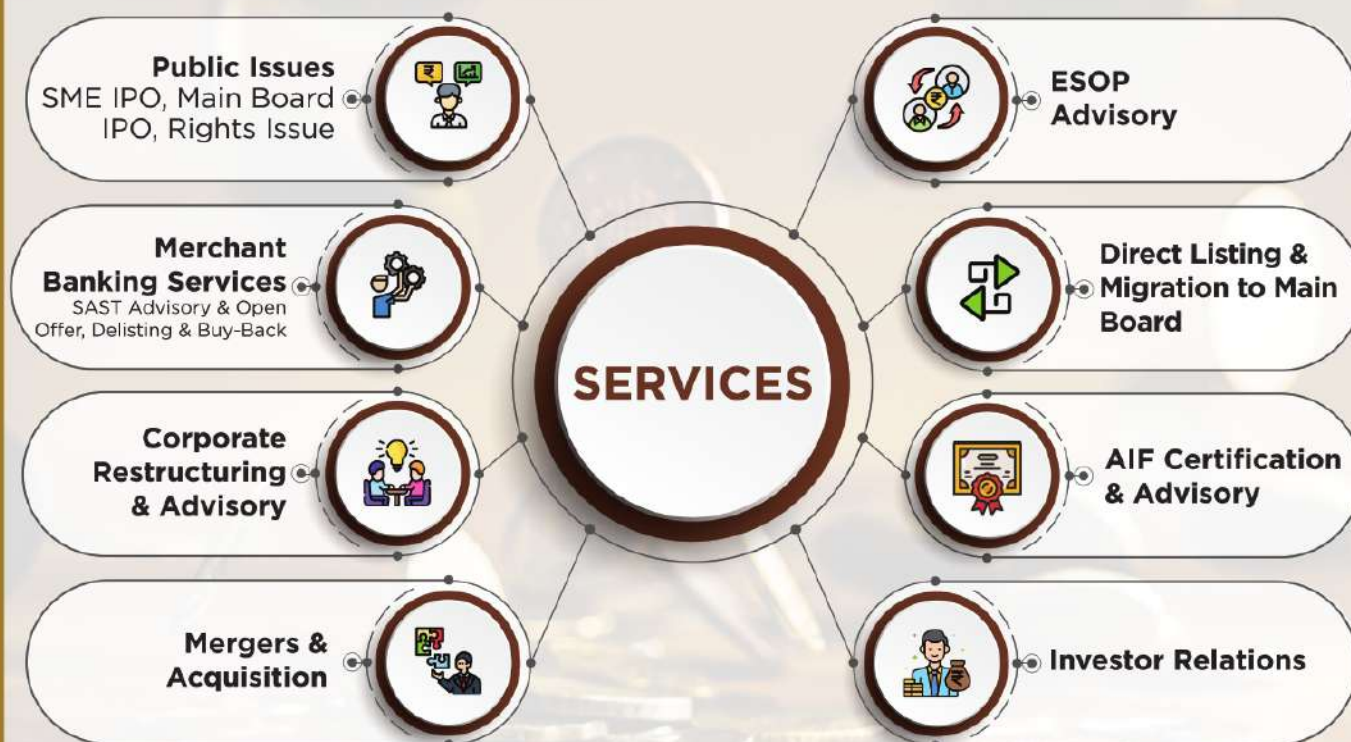 Public Issues
SME IPO, Main Board
IPO, Rights Issue
Merchant
Banking Services
SAST Advisory & Open
Offer, Delisting & Buy-Back
Corporate
Restructuring
& Advisory
Mergers &
Acquisition
SERVICES
ESOP
Advisory
Direct Listing &
Migration to Main
Board
AIF Certification
& Advisory
Investor Relations